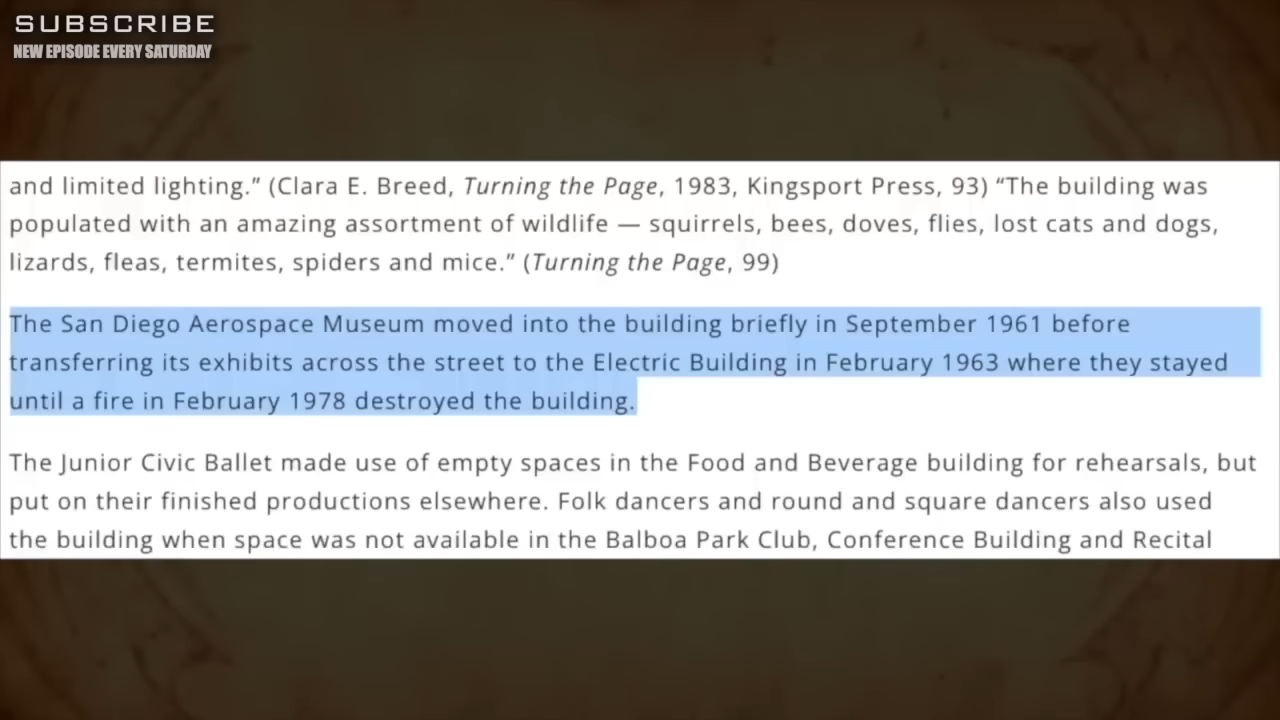 SUBSCRIBE
NEW EPISODE EVERY SATURDAY
and limited lighting.” (Clara E. Breed, Turning the Page, 1983, Kingsport Press, 93) “The building was
populated with an amazing assortment of wildlife — squirrels, bees, doves, flies, lost cats and dogs,
lizards, fleas, termites, spiders and mice.” (Turning the Page, 99)
The San Diego Aerospace Museum moved into the building briefly in September 1961 before
transferring its exhibits across the street to the Electric Building in February 1963 where they stayed
until a fire in February 1978 destroyed the building.
The Junior Civic Ballet made use of empty spaces in the Food and Beverage building for rehearsals, but
put on their finished productions elsewhere. Folk dancers and round and square dancers also used
the building when space was not available in the Balboa Park Club, Conference Building and Recital